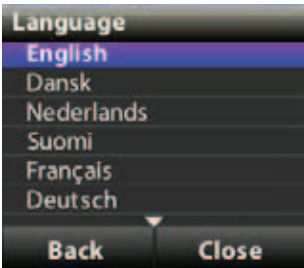 Language
English
Dansk
Nederlands
Suomi
Français
Deutsch
Back Close